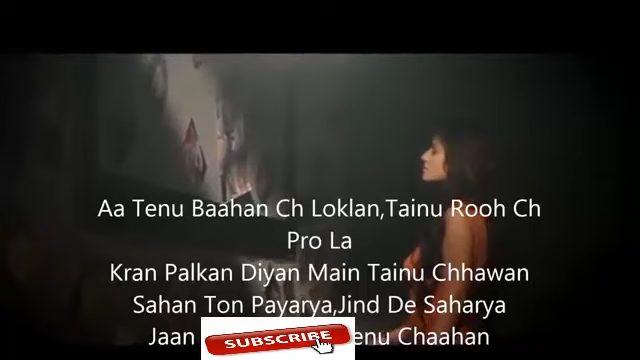 Aa Tenu Baahan Ch Loklan,Tainu Rooh Ch
Pro La
Kran Palkan Diyan Main Tainu Chhawan
Sahan Ton Payarya,Jind De Saharya
Jaan
SUBSCRIBE
enu Chaahan